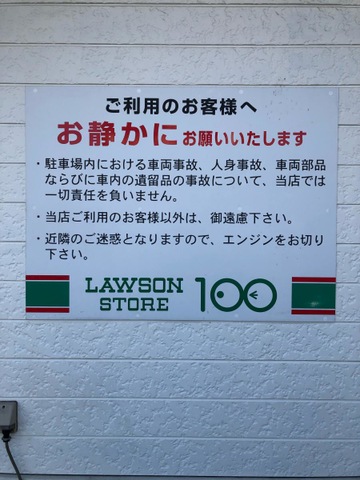 ご利用のお客様へ
お静かにお願いいたします
・駐車場内における車両事故、人身事故、車両部品
ならびに車内の遺留品の事故について、当店では
一切責任を負いません。
・当店ご利用のお客様以外は、御遠慮下さい。
・近隣のご迷惑となりますので、エンジンをお切り
下さい。
LAWSON
STORE 100